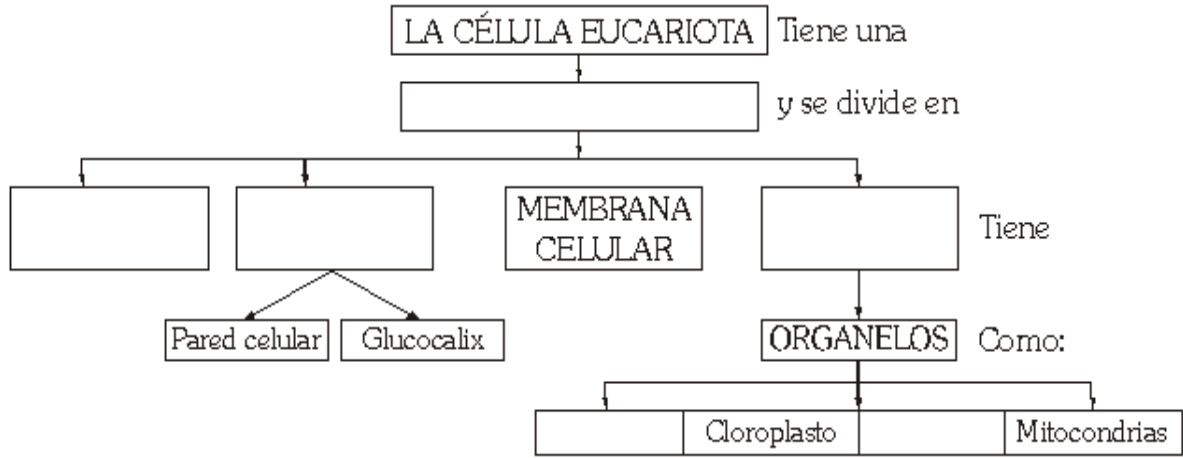 LA CÉLULA EUCARIOTA Tiene una
y se divide en
MEMBRANA
CELULAR
Tiene
Pared celular
Glucocalix
ORGANELOS Como:
Cloroplasto
Mitocondrias